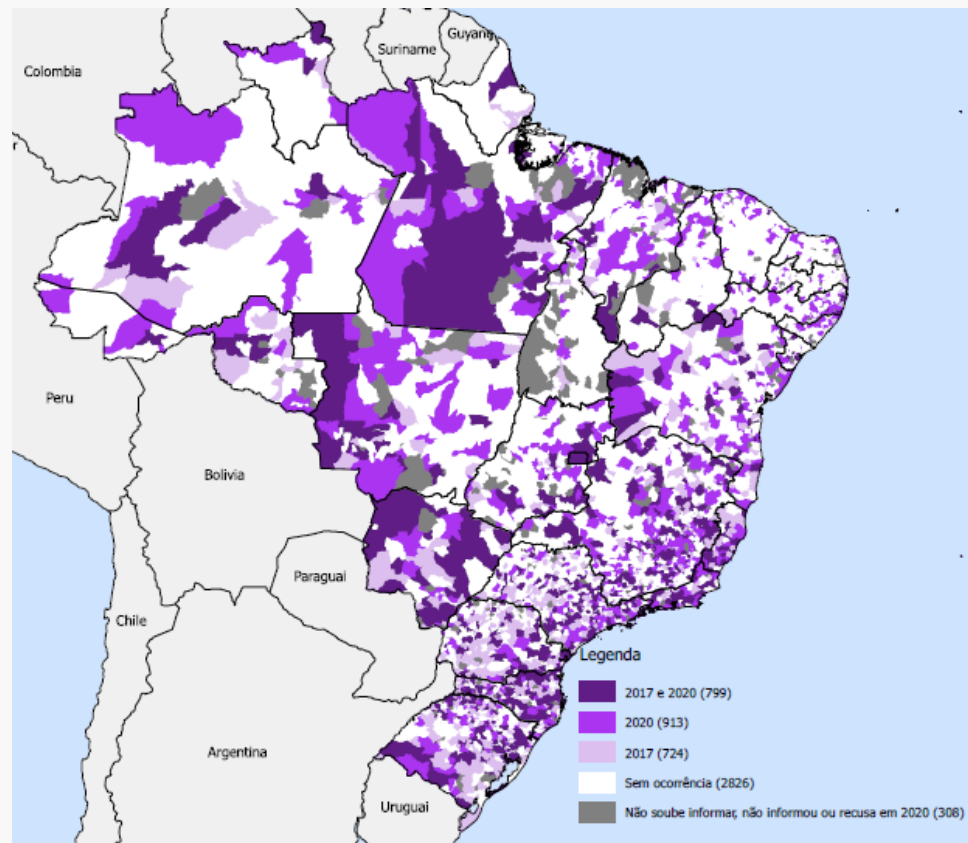 Guyana
Suriname
Colombia
Peru
Bolivia
Paraguai
Chile
Argentina
Uruguai
Legenda
2017 e 2020 (799)
2020 (913)
2017 (724)
Sem ocorrência (2826)
Não soube informar, não informou ou recusa em 2020 (308)